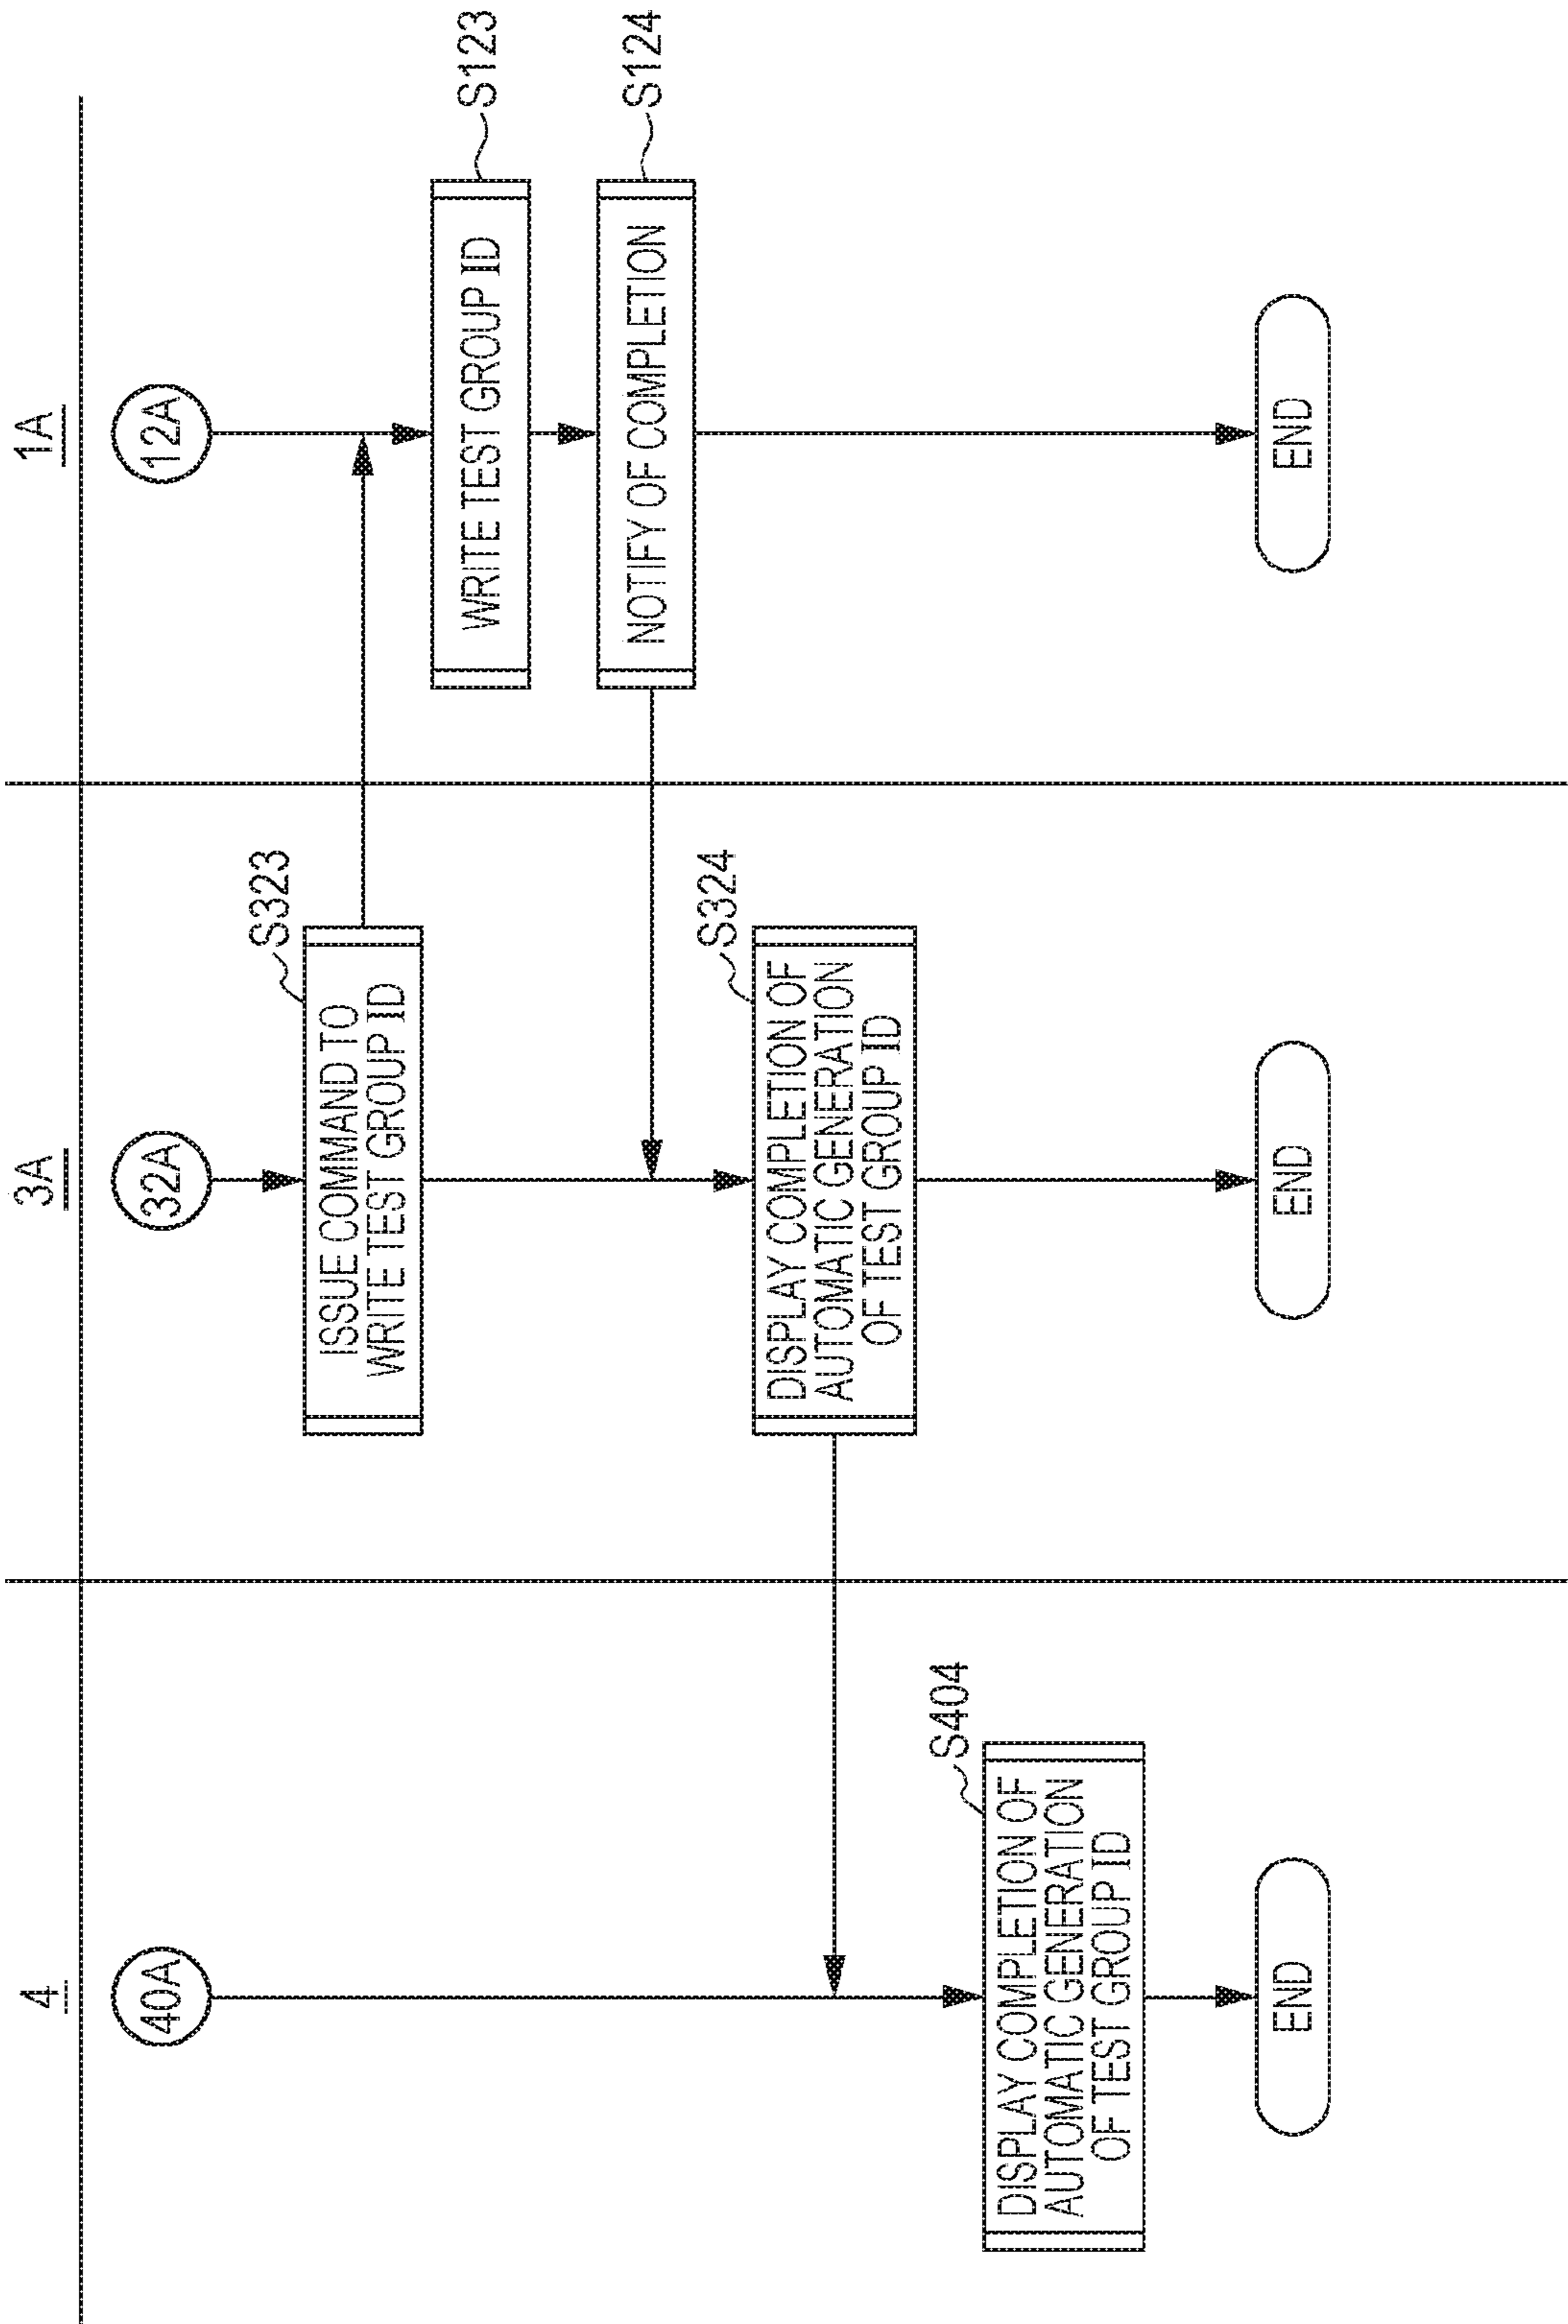 4
3A
1A
40A
32A
12A
S323
ISSUE COMMAND TO
WRITE TEST GROUP ID
S123
WRITE TEST GROUP ID
S124
NOTIFY OF COMPLETION
S324
DISPLAY COMPLETION OF
AUTOMATIC GENERATION
OF TEST GROUP ID
S404
DISPLAY COMPLETION OF
AUTOMATIC GENERATION
OF TEST GROUP ID
END
END
END